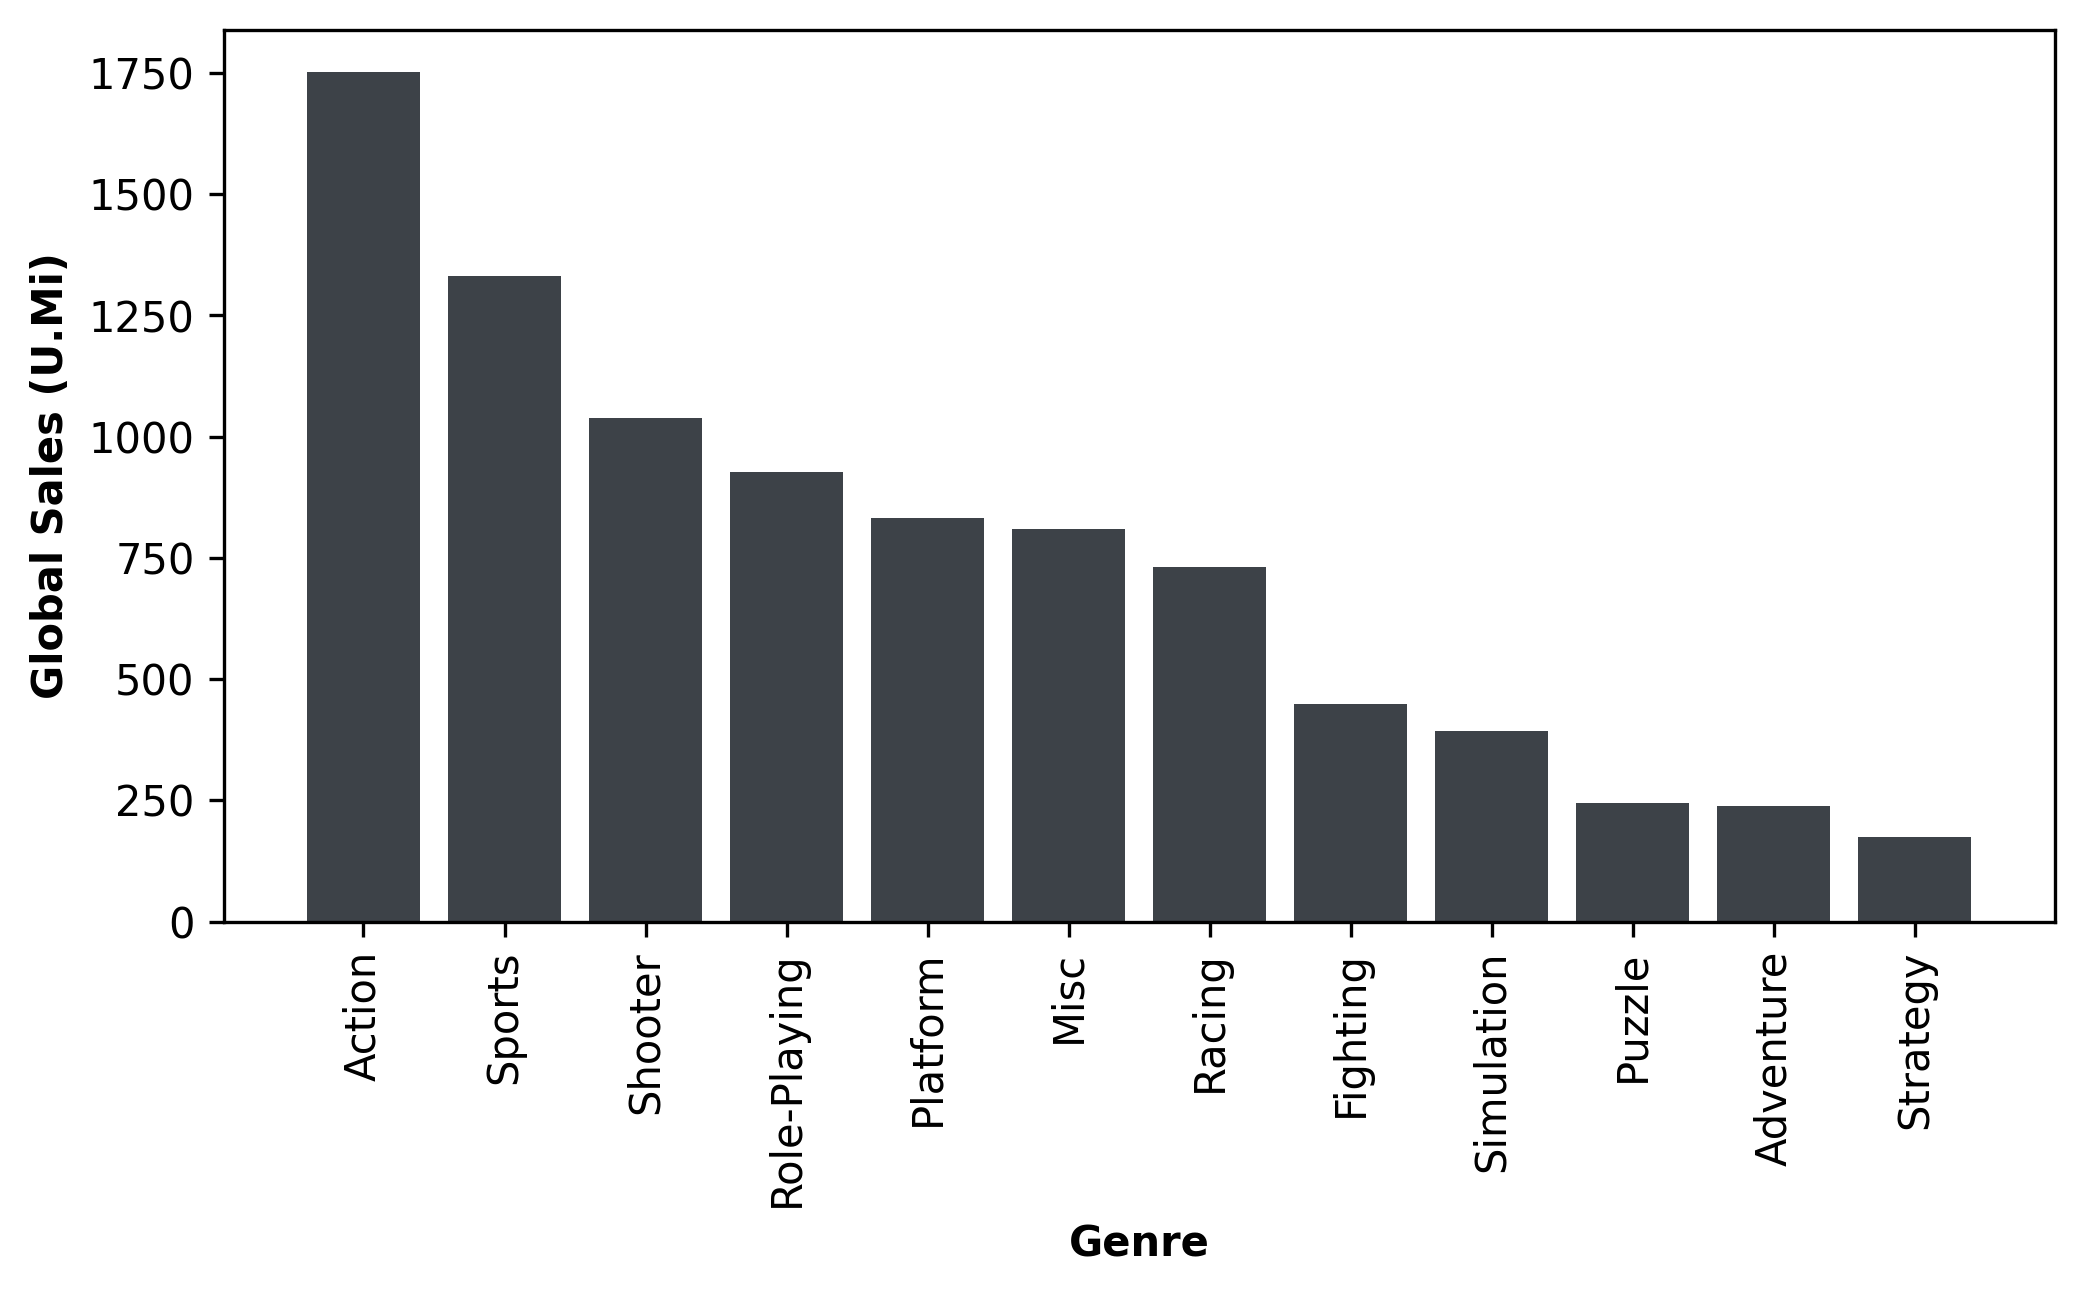 Global Sales (U.Mi)
1750
1500
1250
1000
750
500
250
0
Action
Sports
Shooter
Role-Playing
Platform
Misc
Racing
Fighting
Simulation
Puzzle
Adventure
Strategy
Genre